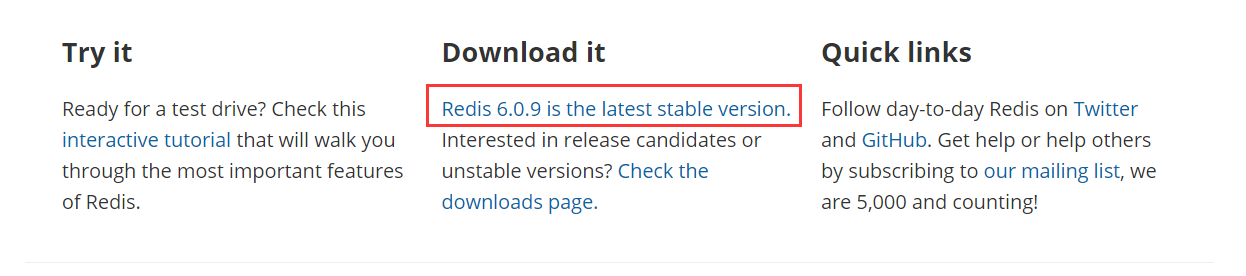 Try it
Ready for a test drive? Check this
interactive tutorial that will walk you
through the most important features
of Redis.
Download it
Redis 6.0.9 is the latest stable version.
Interested in release candidates or
unstable versions? Check the
downloads page.
Quick links
Follow day-to-day Redis on Twitter
and GitHub. Get help or help others
by subscribing to our mailing list, we
are 5,000 and counting!